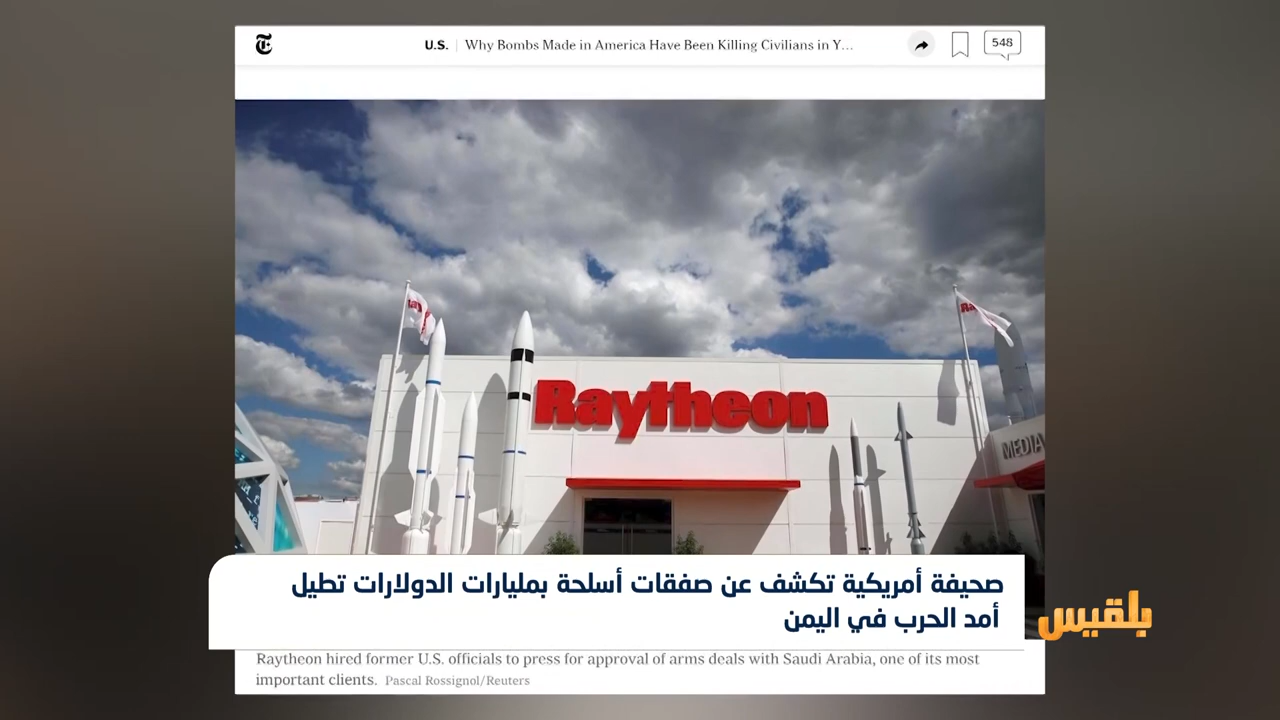 U.S. | Why Bombs Made in America Have Been Killing Civilians in Y...
548
Raytheon
MEDIA
صحيفة أمريكية تكشف عن صفقات أسلحة بمليارات الدولارات تطيل
أمد الحرب في اليمن
بلقيس
Raytheon hired former U.S. officials to press for approval of arms deals with Saudi Arabia, one of its most
important clients. Pascal Rossignol/Reuters